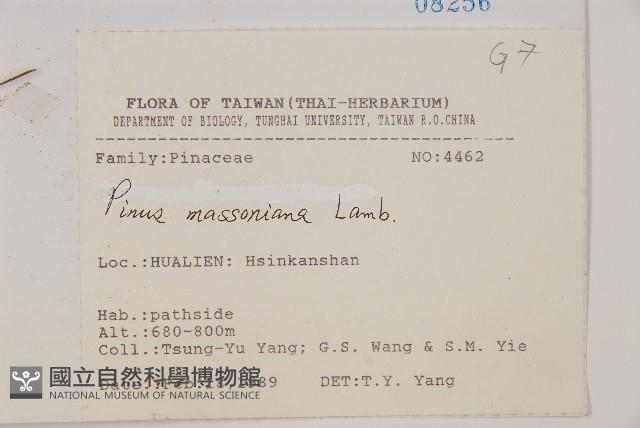 08256
G7
FLORA OF TAIWAN(THAI-HERBARIUM)
DEPARTMENT OF BIOLOGY, TUNGHAI UNIVERSITY, TAIWAN R.O.CHINA
Family:Pinaceae NO:4462
Pinus massoniana Lamb.
Loc.:HUALIEN: Hsinkanshan
Hab.:pathside
Alt.:680-800m
Coll.:Tsung-Yu Yang; G.S. Wang & S.M. Yie
DET:T.Y. Yang
國立自然科學博物館
NATIONAL MUSEUM OF NATURAL SCIENCE